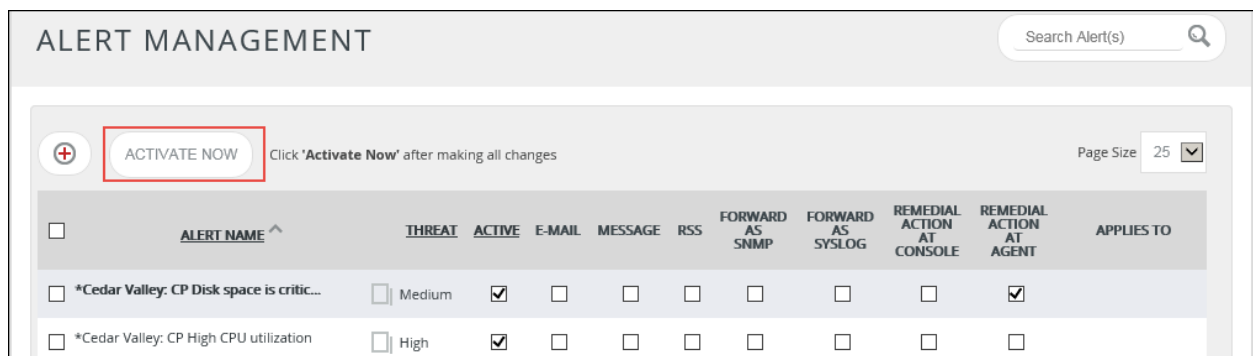 ALERT MANAGEMENT
Search Alert(s)
ACTIVATE NOW
Click 'Activate Now' after making all changes
Page Size 25
ALERT NAME
THREAT
ACTIVE
E-MAIL
MESSAGE
RSS
FORWARD
AS
SNMP
FORWARD
AS
SYSLOG
REMEDIAL
ACTION
AT
CONSOLE
REMEDIAL
ACTION
AT
AGENT
APPLIES TO
*Cedar Valley: CP Disk space is critic...
Medium
*Cedar Valley: CP High CPU utilization
High